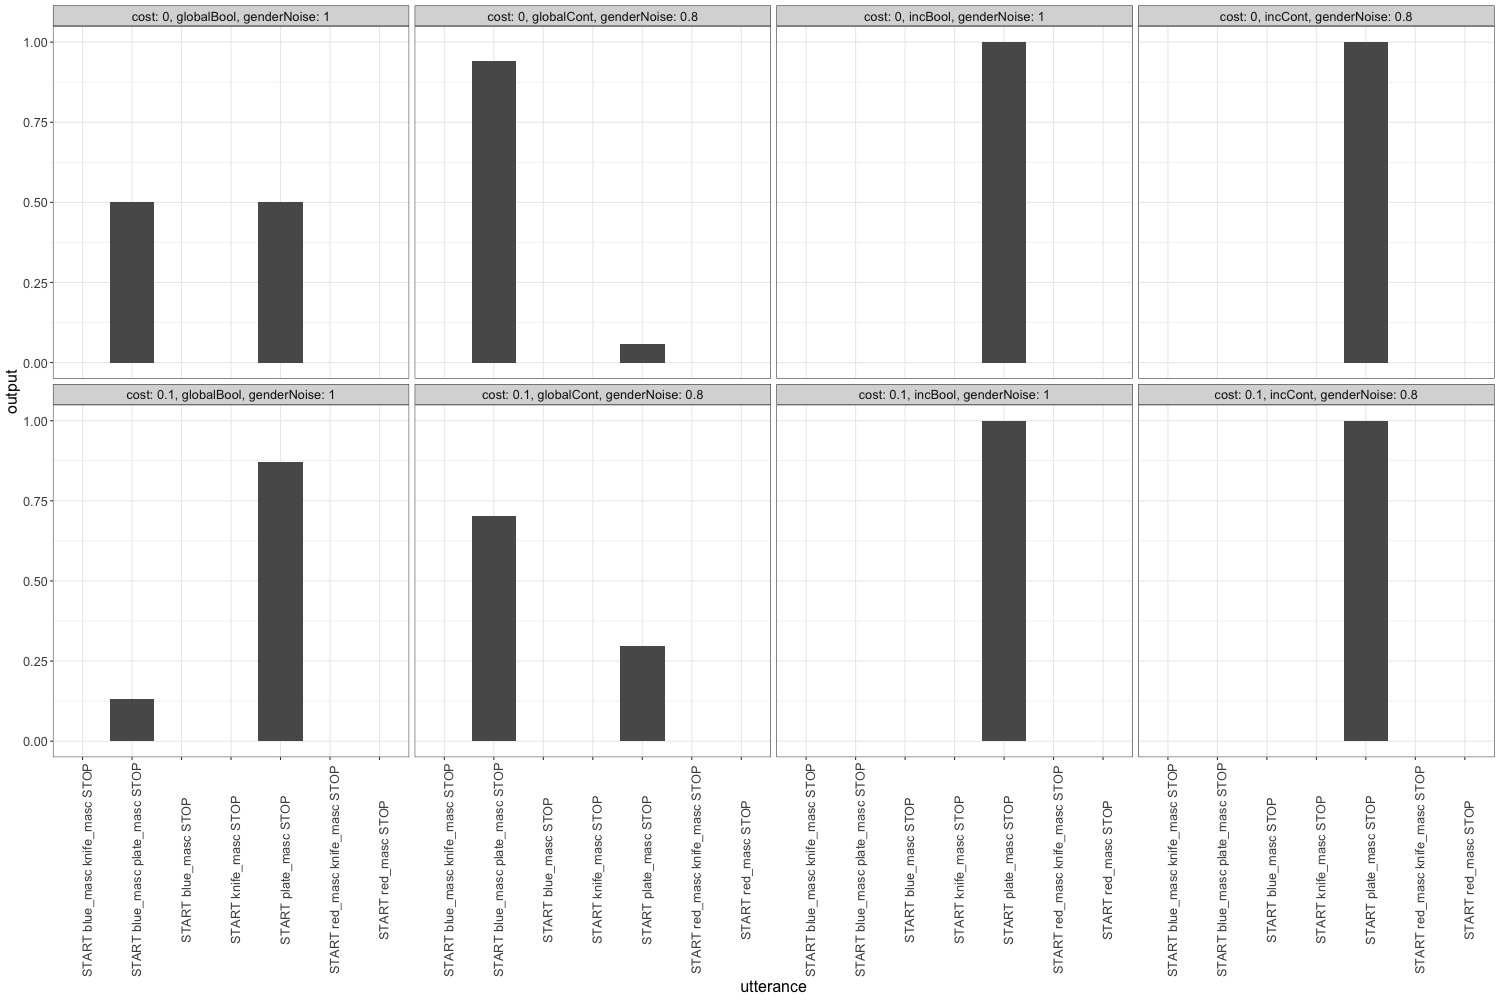 cost: 0, globalBool, genderNoise: 1
cost: 0, globalCont, genderNoise: 0.8
cost: 0, incBool, genderNoise: 1
cost: 0, incCont, genderNoise: 0.8
1.00
0.75
0.50
0.25
0.00
cost: 0.1, globalBool, genderNoise: 1
cost: 0.1, globalCont, genderNoise: 0.8
cost: 0.1, incBool, genderNoise: 1
cost: 0.1, incCont, genderNoise: 0.8
1.00
0.75
0.50
0.25
0.00
output
START blue_masc knife_masc STOP
START blue_masc plate_masc STOP
START blue_masc STOP
START knife_masc STOP
START plate_masc STOP
START red_masc knife_masc STOP
START red_masc STOP
START blue_masc knife_masc STOP
START blue_masc plate_masc STOP
START blue_masc STOP
START knife_masc STOP
START plate_masc STOP
START red_masc knife_masc STOP
START red_masc STOP
START blue_masc knife_masc STOP
START blue_masc plate_masc STOP
START blue_masc STOP
START knife_masc STOP
START plate_masc STOP
START red_masc knife_masc STOP
START red_masc STOP
START blue_masc knife_masc STOP
START blue_masc plate_masc STOP
START blue_masc STOP
START knife_masc STOP
START plate_masc STOP
START red_masc knife_masc STOP
START red_masc STOP
utterance